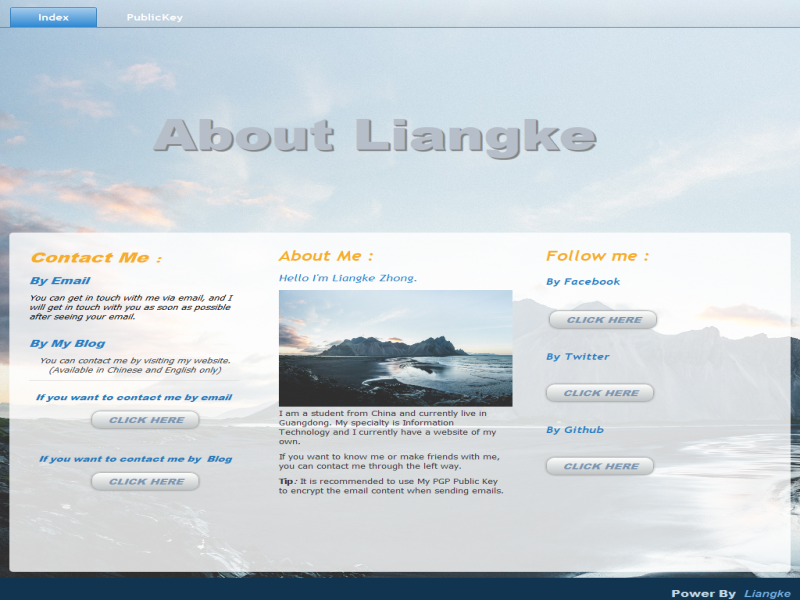 Index
PublicKey
About Liangke
Contact Me :
By Email
You can get in touch with me via email, and I
will get in touch with you as soon as possible
after seeing your email.
By My Blog
You can contact me by visiting my website.
(Available in Chinese and English only)
If you want to contact me by email
CLICK HERE
If you want to contact me by Blog
CLICK HERE
About Me :
Hello I'm Liangke Zhong.
I am a student from China and currently live in
Guangdong. My specialty is Information
Technology and I currently have a website of my
own.
If you want to know me or make friends with me,
you can contact me through the left way.
Tip: It is recommended to use My PGP Public Key
to encrypt the email content when sending emails.
Follow me :
By Facebook
CLICK HERE
By Twitter
CLICK HERE
By Github
CLICK HERE
Power By Liangke